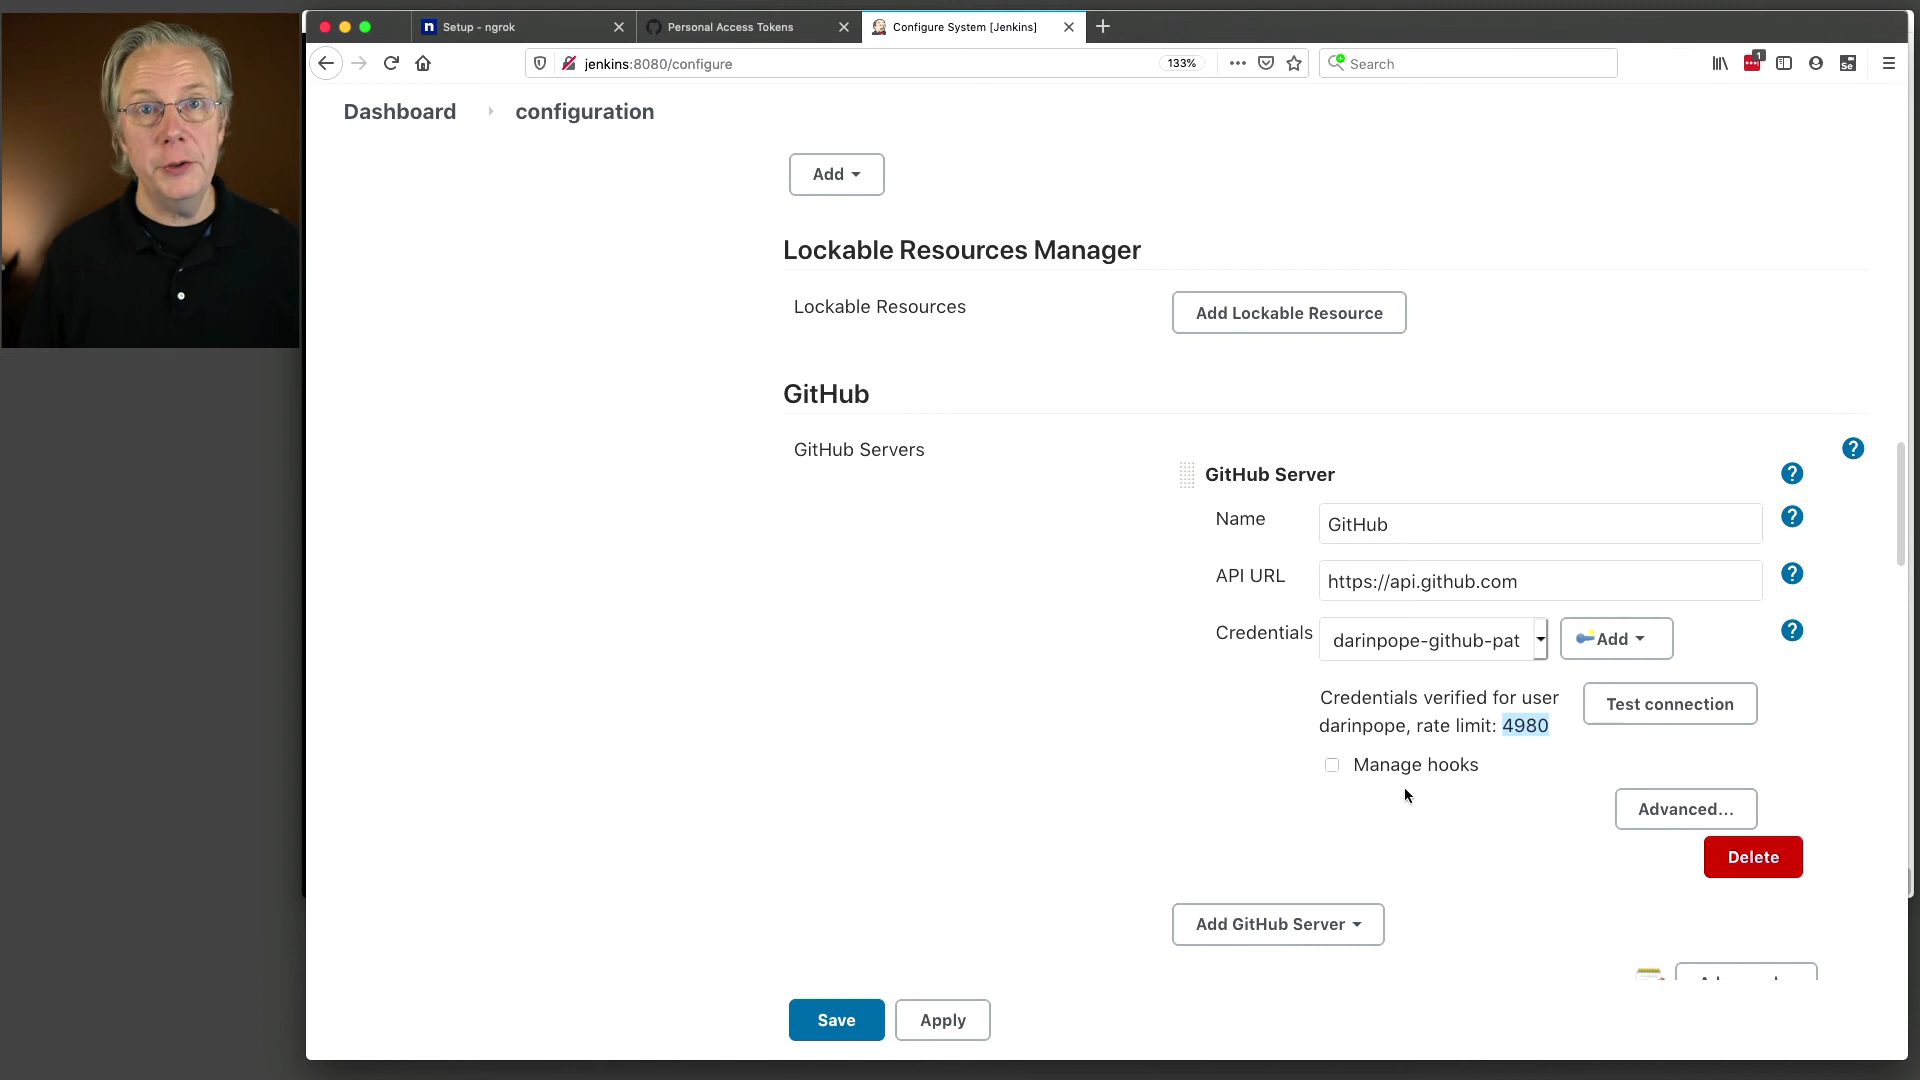 Setup - ngrok
Personal Access Tokens
Configure System [Jenkins]
jenkins:8080/configure
133%
Search
1
Se
Dashboard
configuration
Add
Lockable Resources Manager
Lockable Resources
Add Lockable Resource
GitHub
GitHub Servers
?
GitHub Server
?
Name
GitHub
?
API URL
https://api.github.com
?
Credentials
darinpope-github-pat
Add
?
Credentials verified for user
darinpope, rate limit: 4980
Test connection
Manage hooks
Advanced...
Delete
Add GitHub Server
Save
Apply